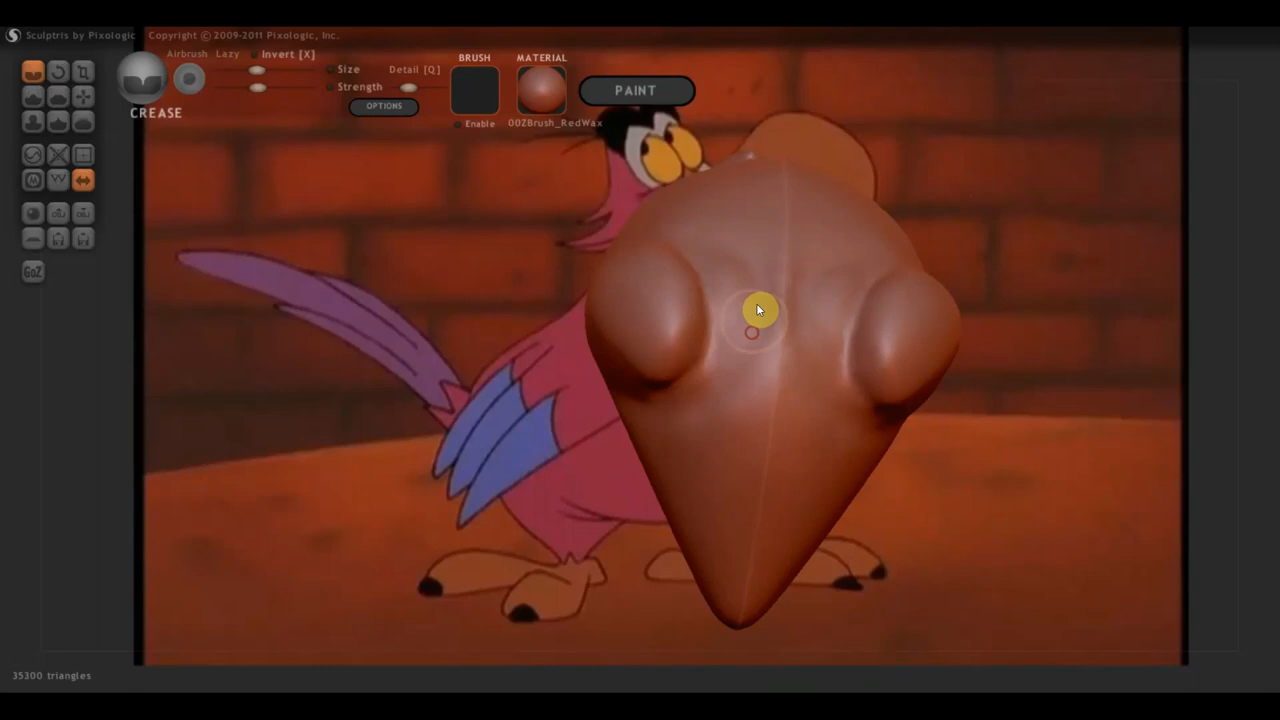 Sculptris by Pixologic Copyright © 2009-2011 Pixologic, Inc.
Airbrush Lazy Invert [X]
BRUSH
MATERIAL
Size
Detail [Q]
Strength
PAINT
OPTIONS
CREASE
Enable
00ZBrush_RedWax
GoZ
35300 triangles